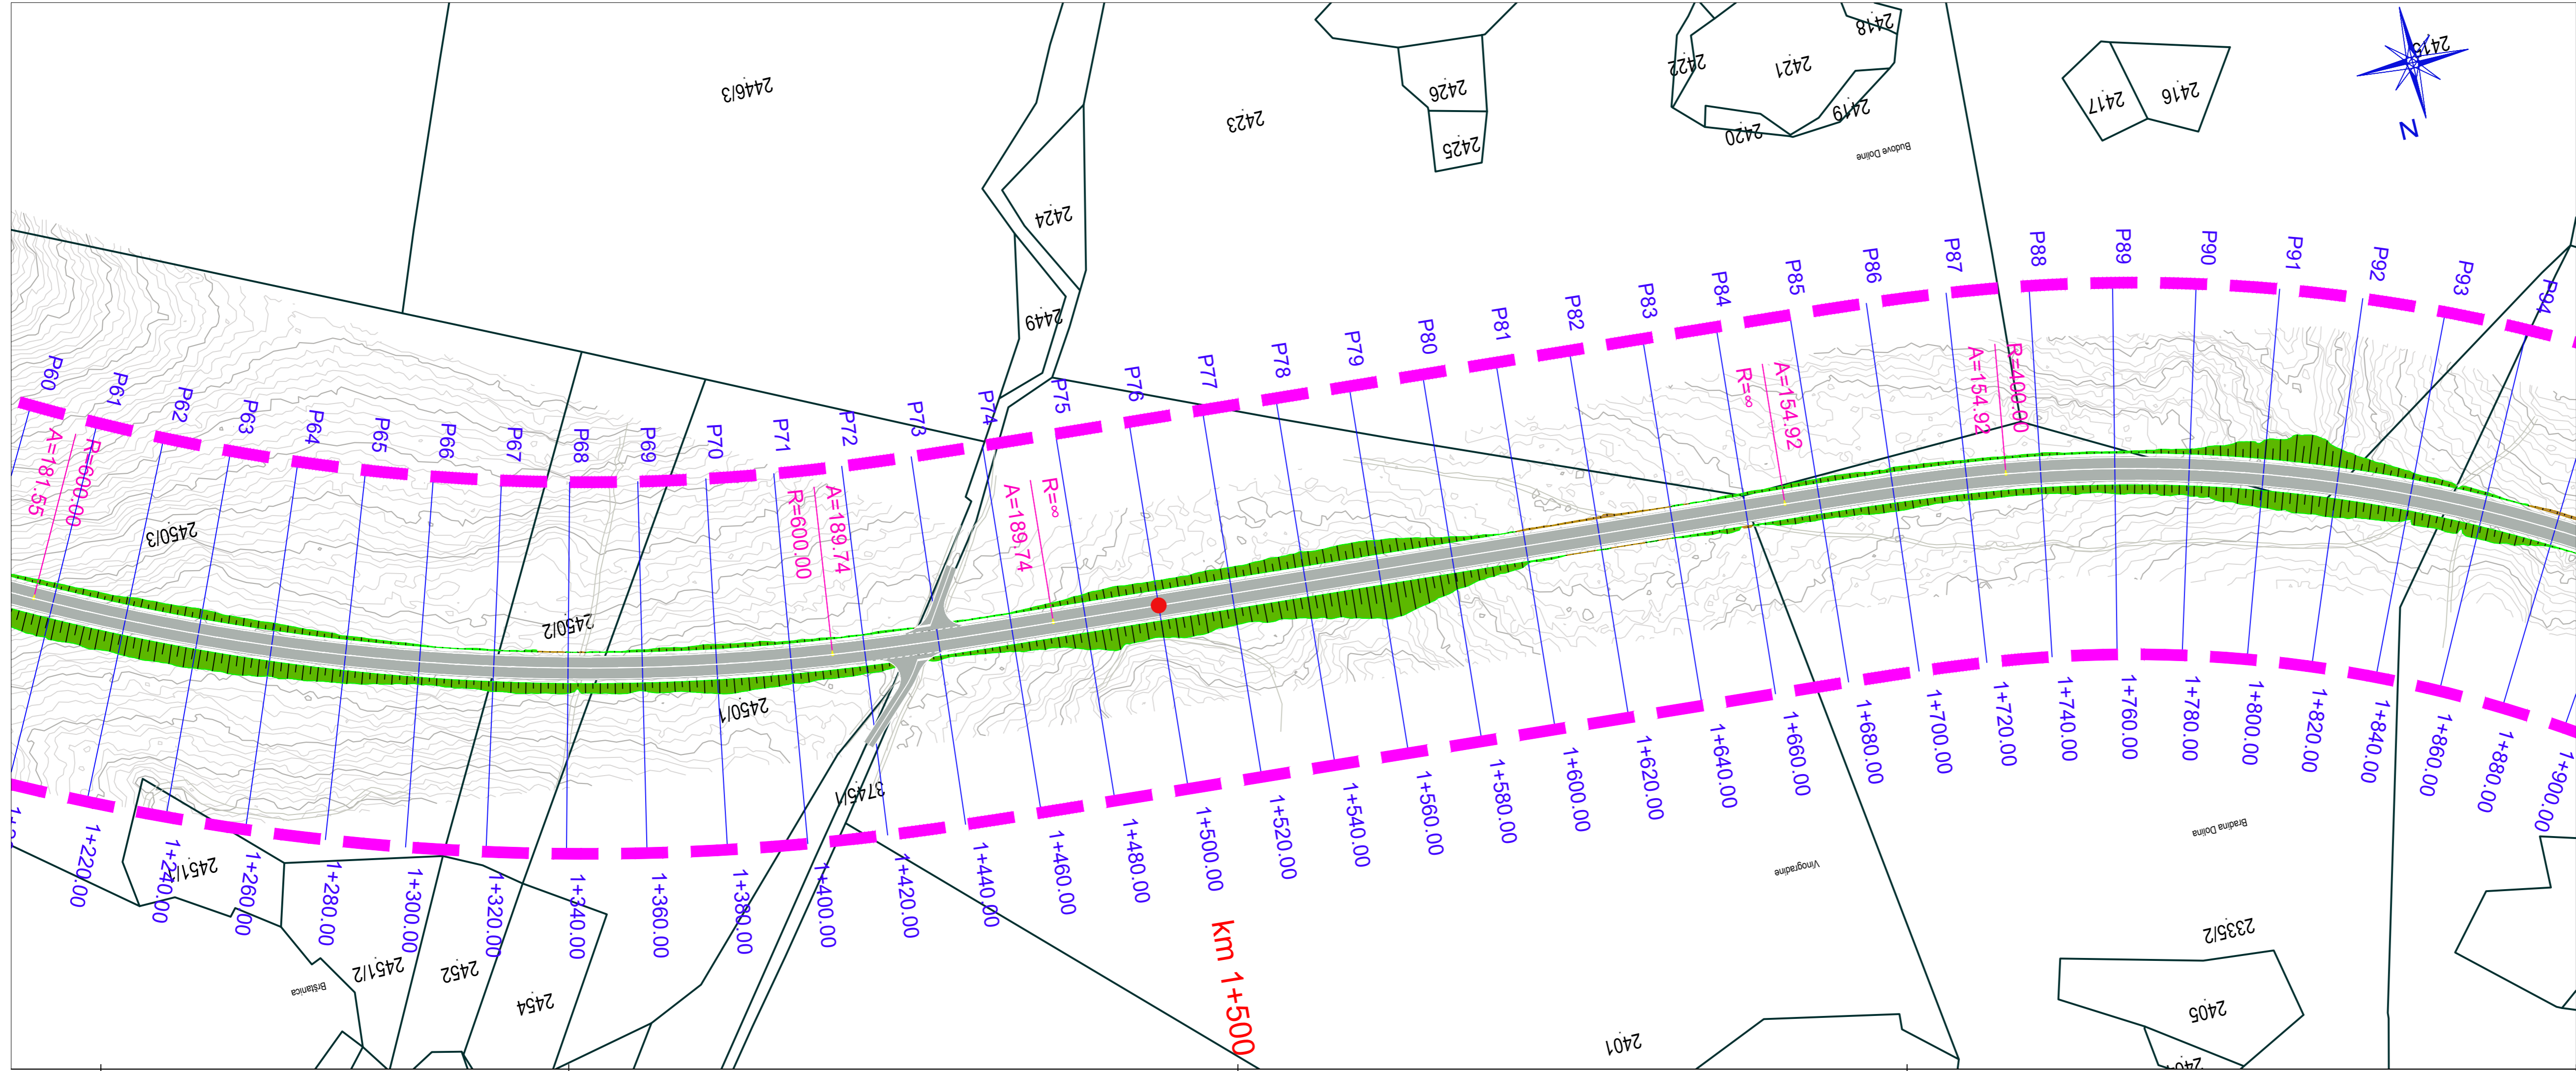 2446/3
2423
2426
2425
2422
2421
2418
2419
2420
Budove Doline
2417
2416
2415
N
2424
2449
P60
P61
P62
P63
P64
P65
P66
P67
P68
P69
P70
P71
P72
P73
P74
P75
P76
P77
P78
P79
P80
P81
P82
P83
P84
P85
P86
P87
P88
P89
P90
P91
P92
P93
P94
A=181.55
R=600.00
R=600.00
A=189.74
A=189.74
R=∞
R=∞
A=154.92
A=154.92
R=400.00
2450/3
2450/2
2450/1
3745/1
1+220.00
1+240.00
1+260.00
1+280.00
1+300.00
1+320.00
1+340.00
1+360.00
1+380.00
1+400.00
1+420.00
1+440.00
1+460.00
1+480.00
1+500.00
1+520.00
1+540.00
1+560.00
1+580.00
1+600.00
1+620.00
1+640.00
1+660.00
1+680.00
1+700.00
1+720.00
1+740.00
1+760.00
1+780.00
1+800.00
1+820.00
1+840.00
1+860.00
1+880.00
1+900.00
2451/1
2451/2
2452
2454
Brštanica
km 1+500
Vinogradine
Bradina Dolina
2335/2
2405
2401